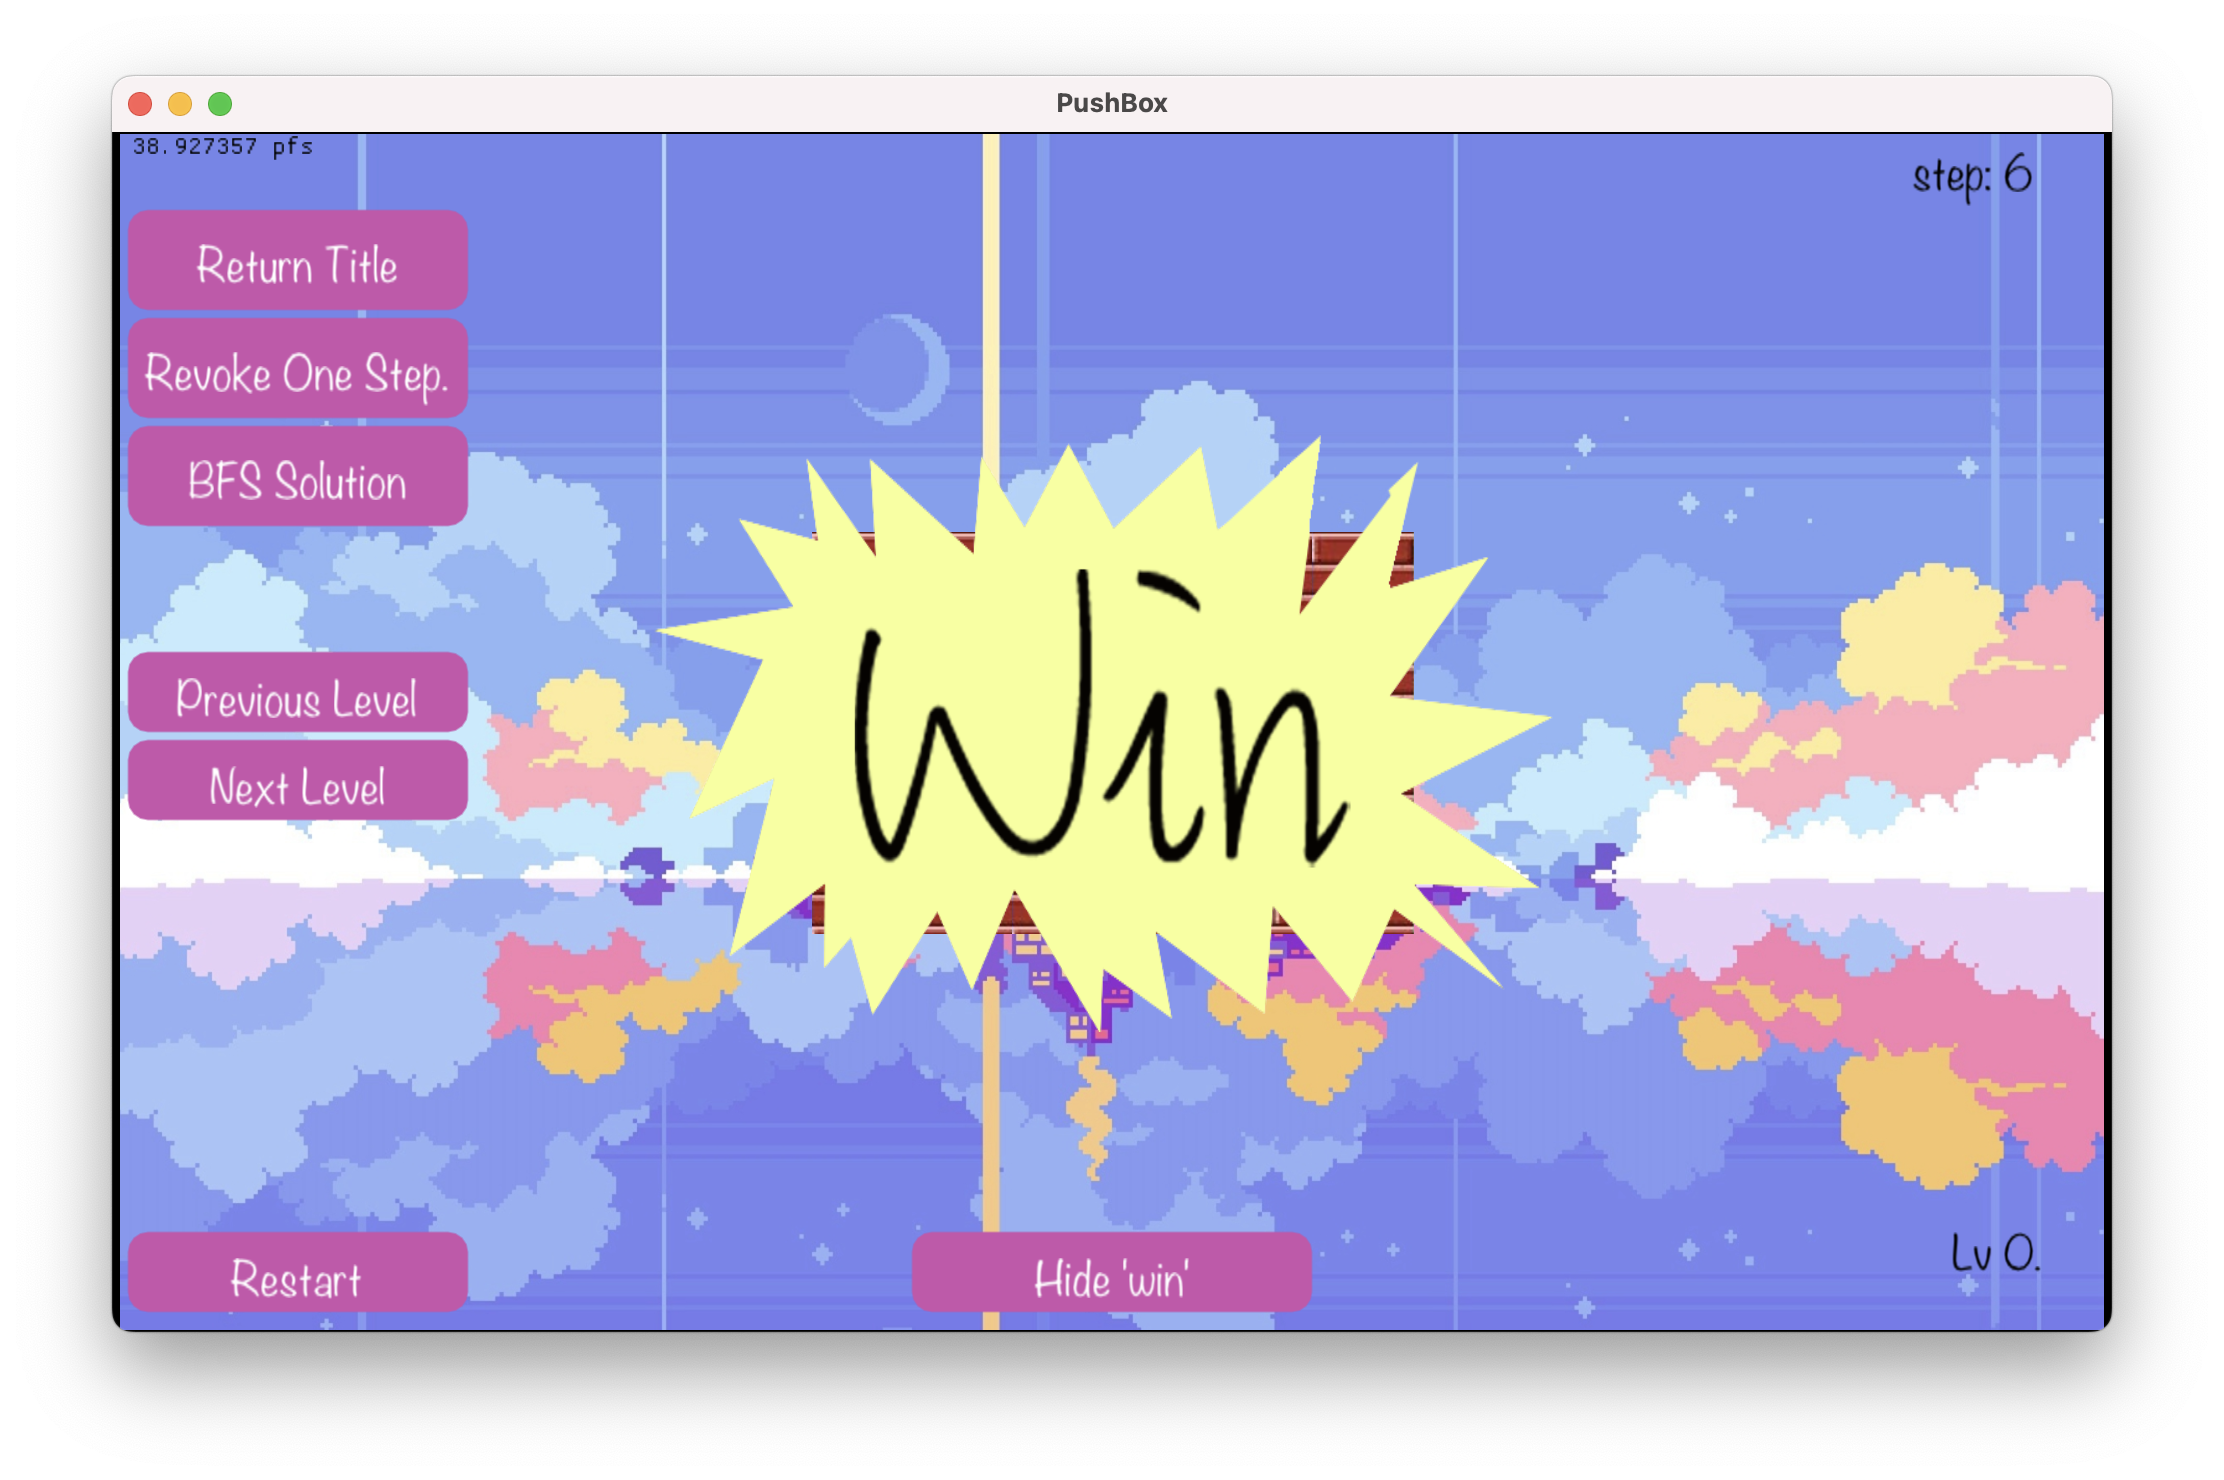 PushBox
38.927357 pfs
step: 6
Return Title
Revoke One Step.
BFS Solution
Win
Previous Level
Next Level
Lv 0.
Restart
Hide 'win'